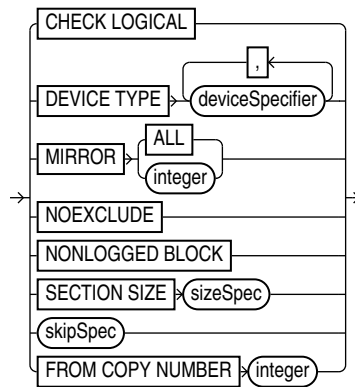 CHECK LOGICAL
,
DEVICE TYPE deviceSpecifier
ALL
MIRROR
integer
NOEXCLUDE
NONLOGGED BLOCK
SECTION SIZE sizeSpec
skipSpec
FROM COPY NUMBER integer